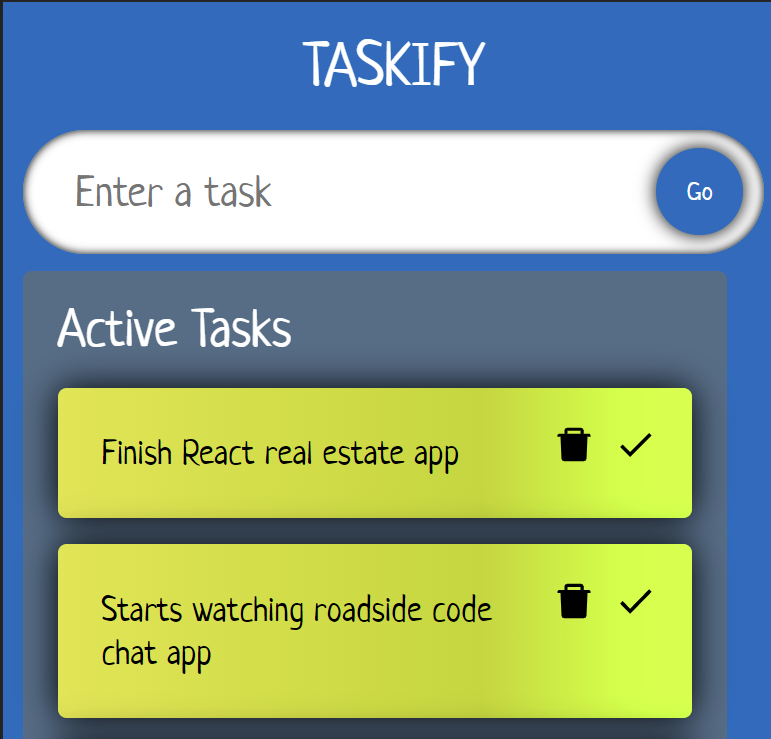 TASKIFY
Enter a task
Go
Active Tasks
Finish React real estate app
Starts watching roadside code
chat app